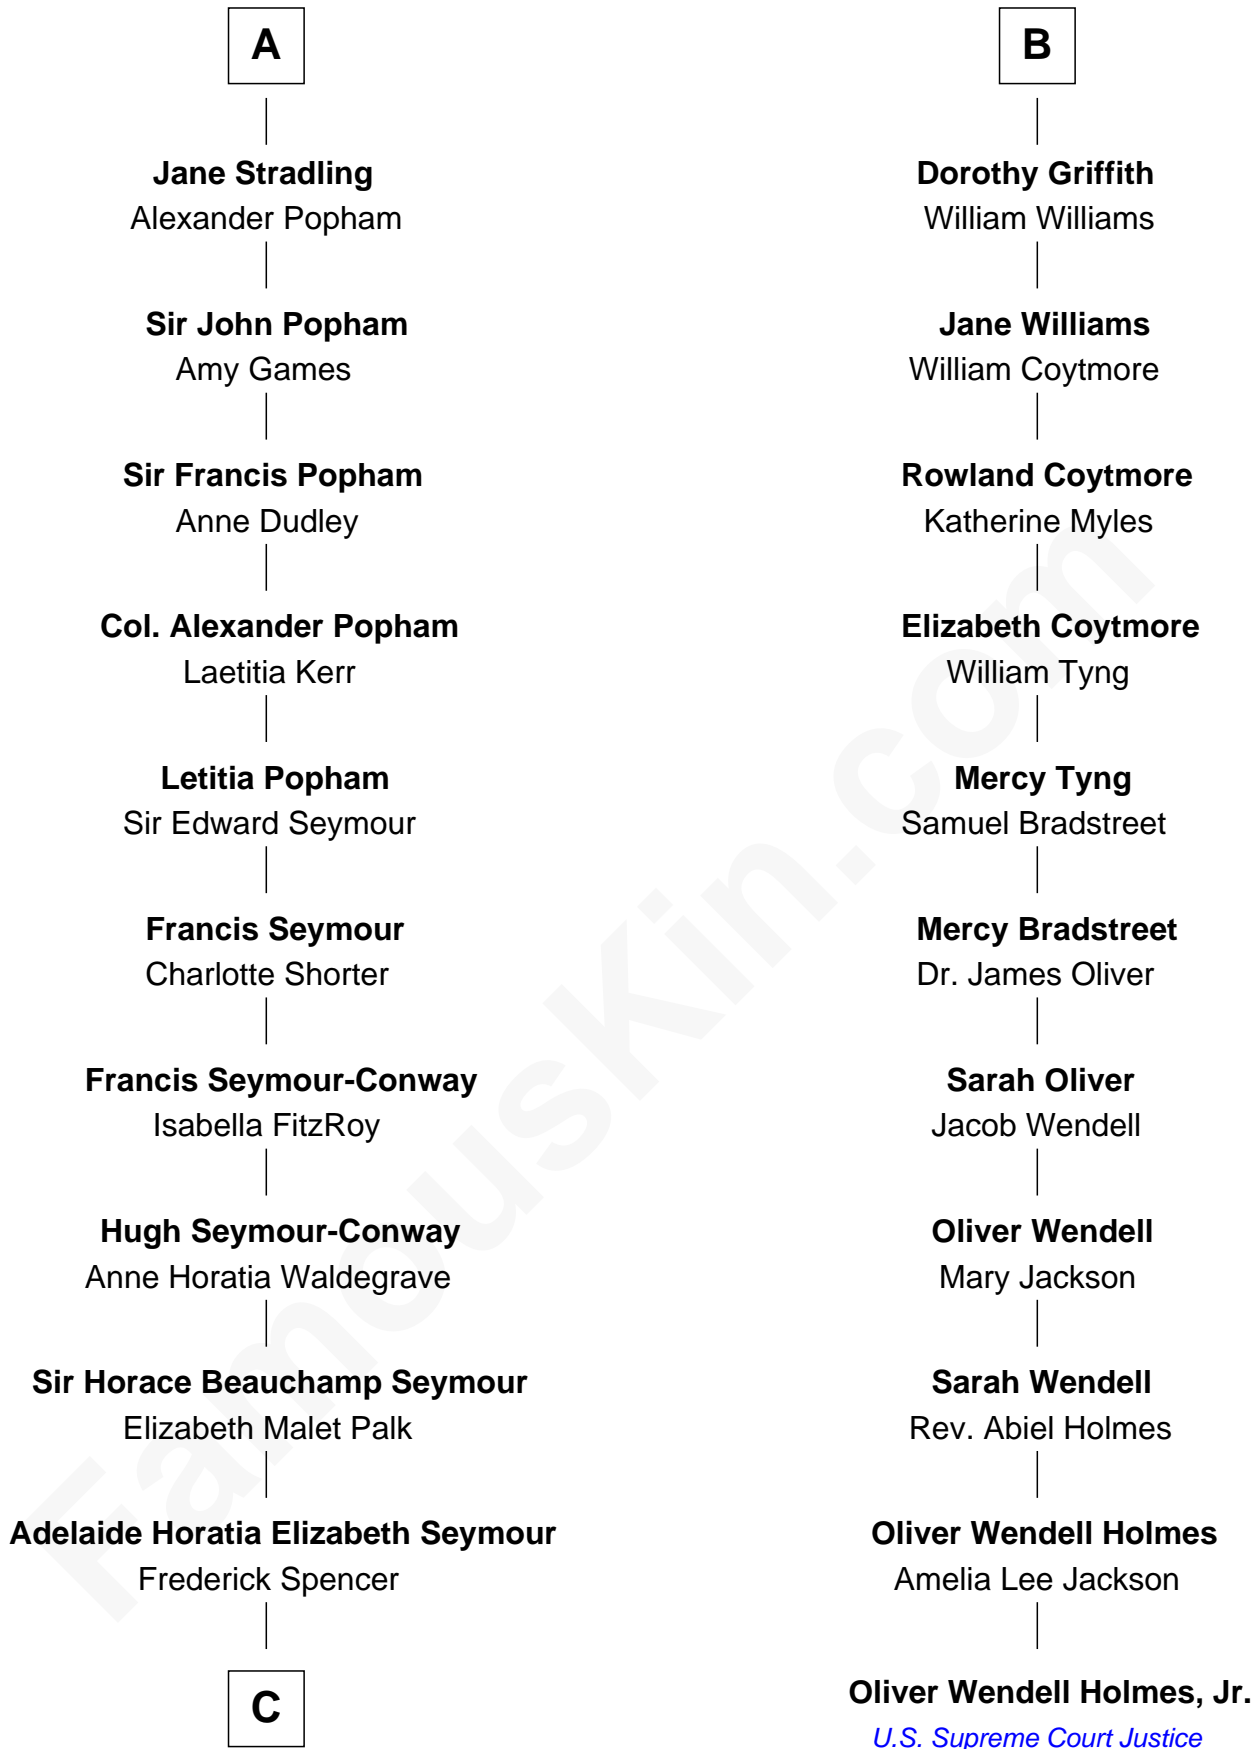 A
Jane Stradling
Alexander Popham
Sir John Popham
Amy Games
Sir Francis Popham
Anne Dudley
Col. Alexander Popham
Laetitia Kerr
Letitia Popham
Sir Edward Seymour
Francis Seymour
Charlotte Shorter
Francis Seymour-Conway
Isabella FitzRoy
Hugh Seymour-Conway
Anne Horatia Waldegrave
Sir Horace Beauchamp Seymour
Elizabeth Malet Palk
Adelaide Horatia Elizabeth Seymour
Frederick Spencer
C
B
Dorothy Griffith
William Williams
Jane Williams
William Coytmore
Rowland Coytmore
Katherine Myles
Elizabeth Coytmore
William Tyng
Mercy Tyng
Samuel Bradstreet
Mercy Bradstreet
Dr. James Oliver
Sarah Oliver
Jacob Wendell
Oliver Wendell
Mary Jackson
Sarah Wendell
Rev. Abiel Holmes
Oliver Wendell Holmes
Amelia Lee Jackson
Oliver Wendell Holmes, Jr.
U.S. Supreme Court Justice
FamousKin.com